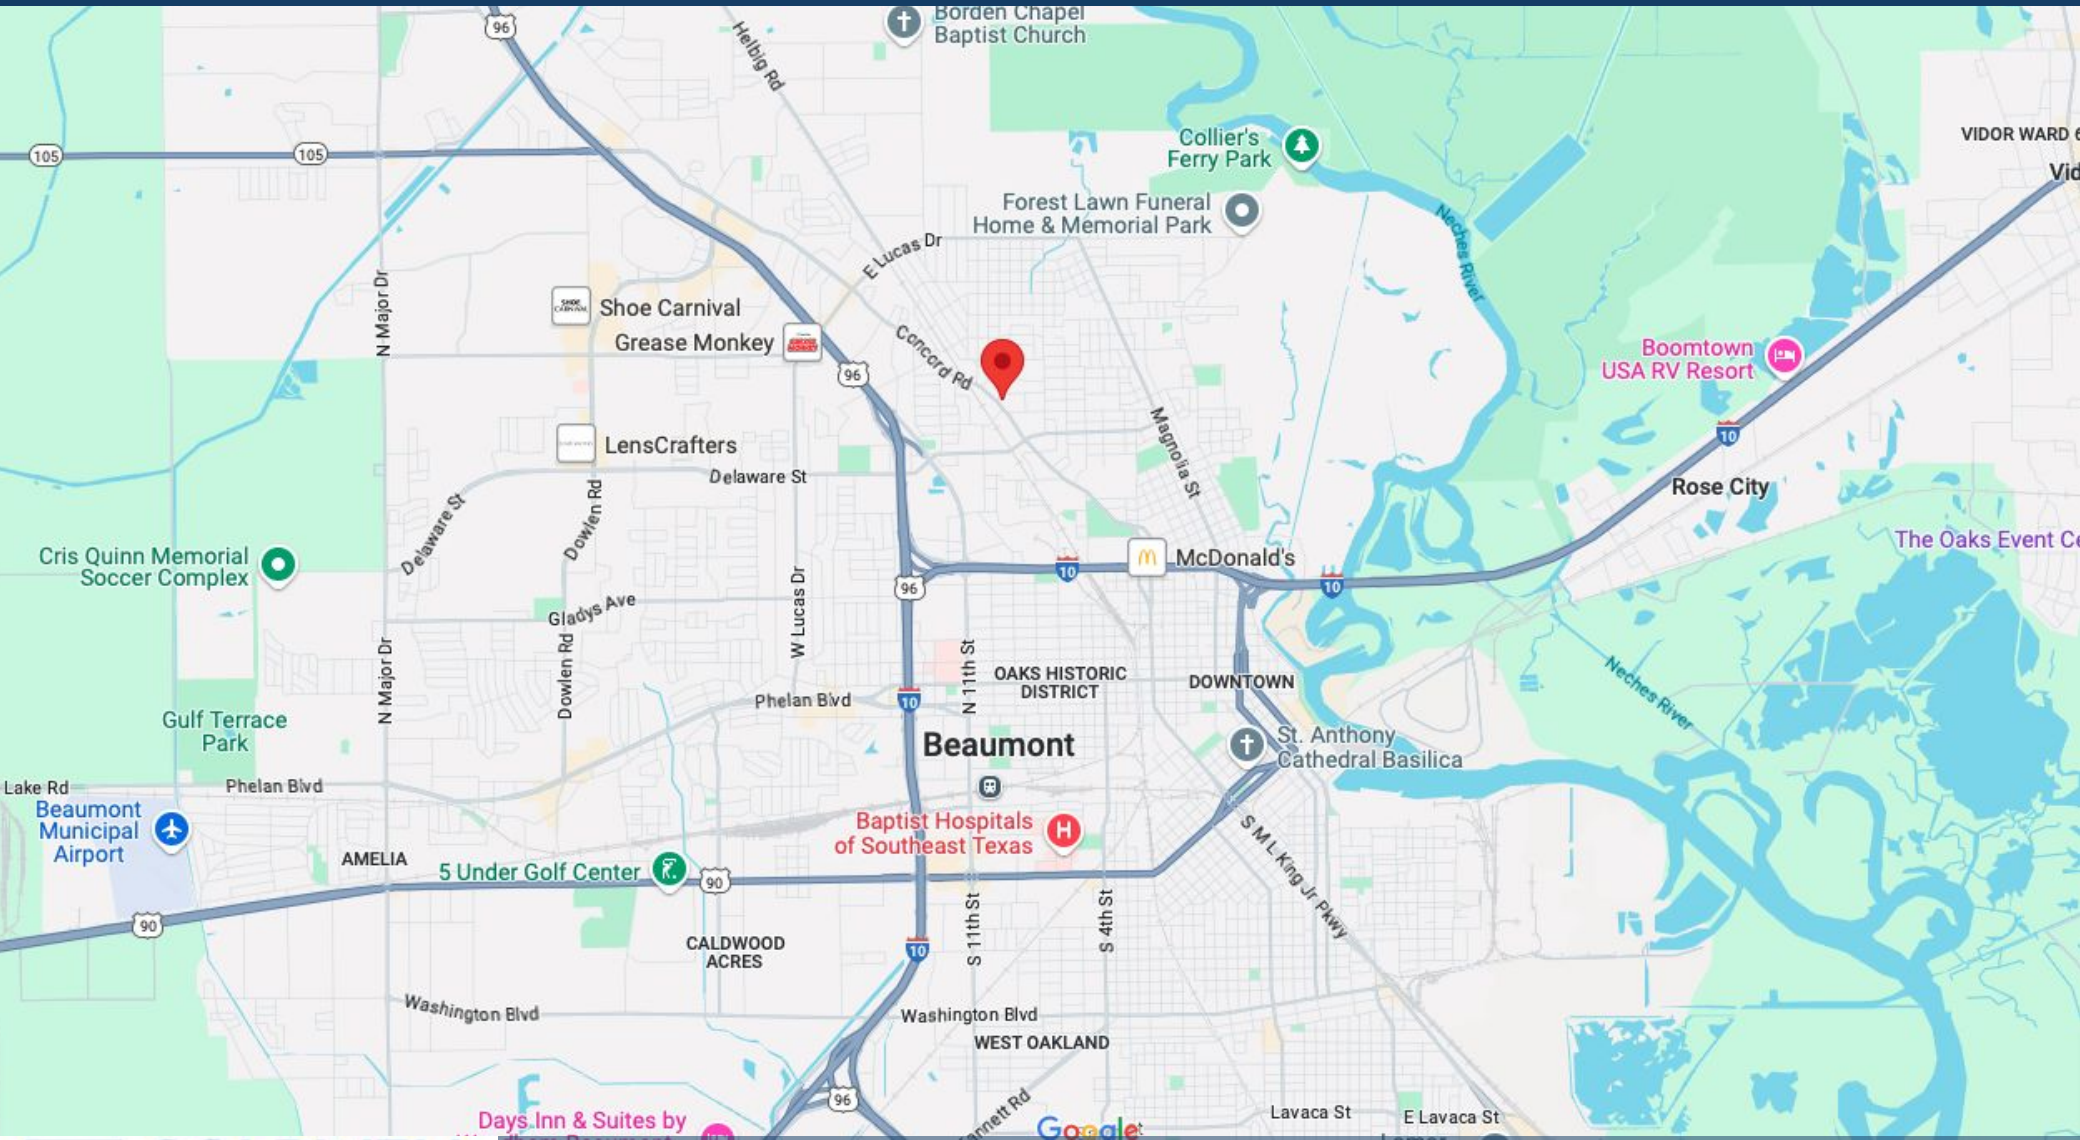 96
Borden Chapel
Baptist Church
Helbig Rd
105
105
Collier's
Ferry Park
VIDOR WARD 6
Vid
Forest Lawn Funeral
Home & Memorial Park
Neches River
E Lucas Dr
N Major Dr
SHOE CARNIVAL
Shoe Carnival
Grease Monkey
Concord Rd
96
Boomtown
USA RV Resort
10
LensCrafters
Magnolia St
Delaware St
Rose City
Delaware St
Dowlen Rd
The Oaks Event Ce
Cris Quinn Memorial
Soccer Complex
McDonald's
10
10
96
Gladys Ave
W Lucas Dr
N Major Dr
Dowlen Rd
N 11th St
OAKS HISTORIC
DISTRICT
DOWNTOWN
Neches River
Phelan Blvd
10
Gulf Terrace
Park
Beaumont
St. Anthony
Cathedral Basilica
Lake Rd
Phelan Blvd
Beaumont
Municipal
Airport
Baptist Hospitals
of Southeast Texas
H
S M L King Jr Pkwy
AMELIA
5 Under Golf Center
90
90
S 11th St
S 4th St
CALDWOOD
ACRES
10
Washington Blvd
Washington Blvd
WEST OAKLAND
96
Days Inn & Suites by
annett Rd
Google
Lavaca St
E Lavaca St